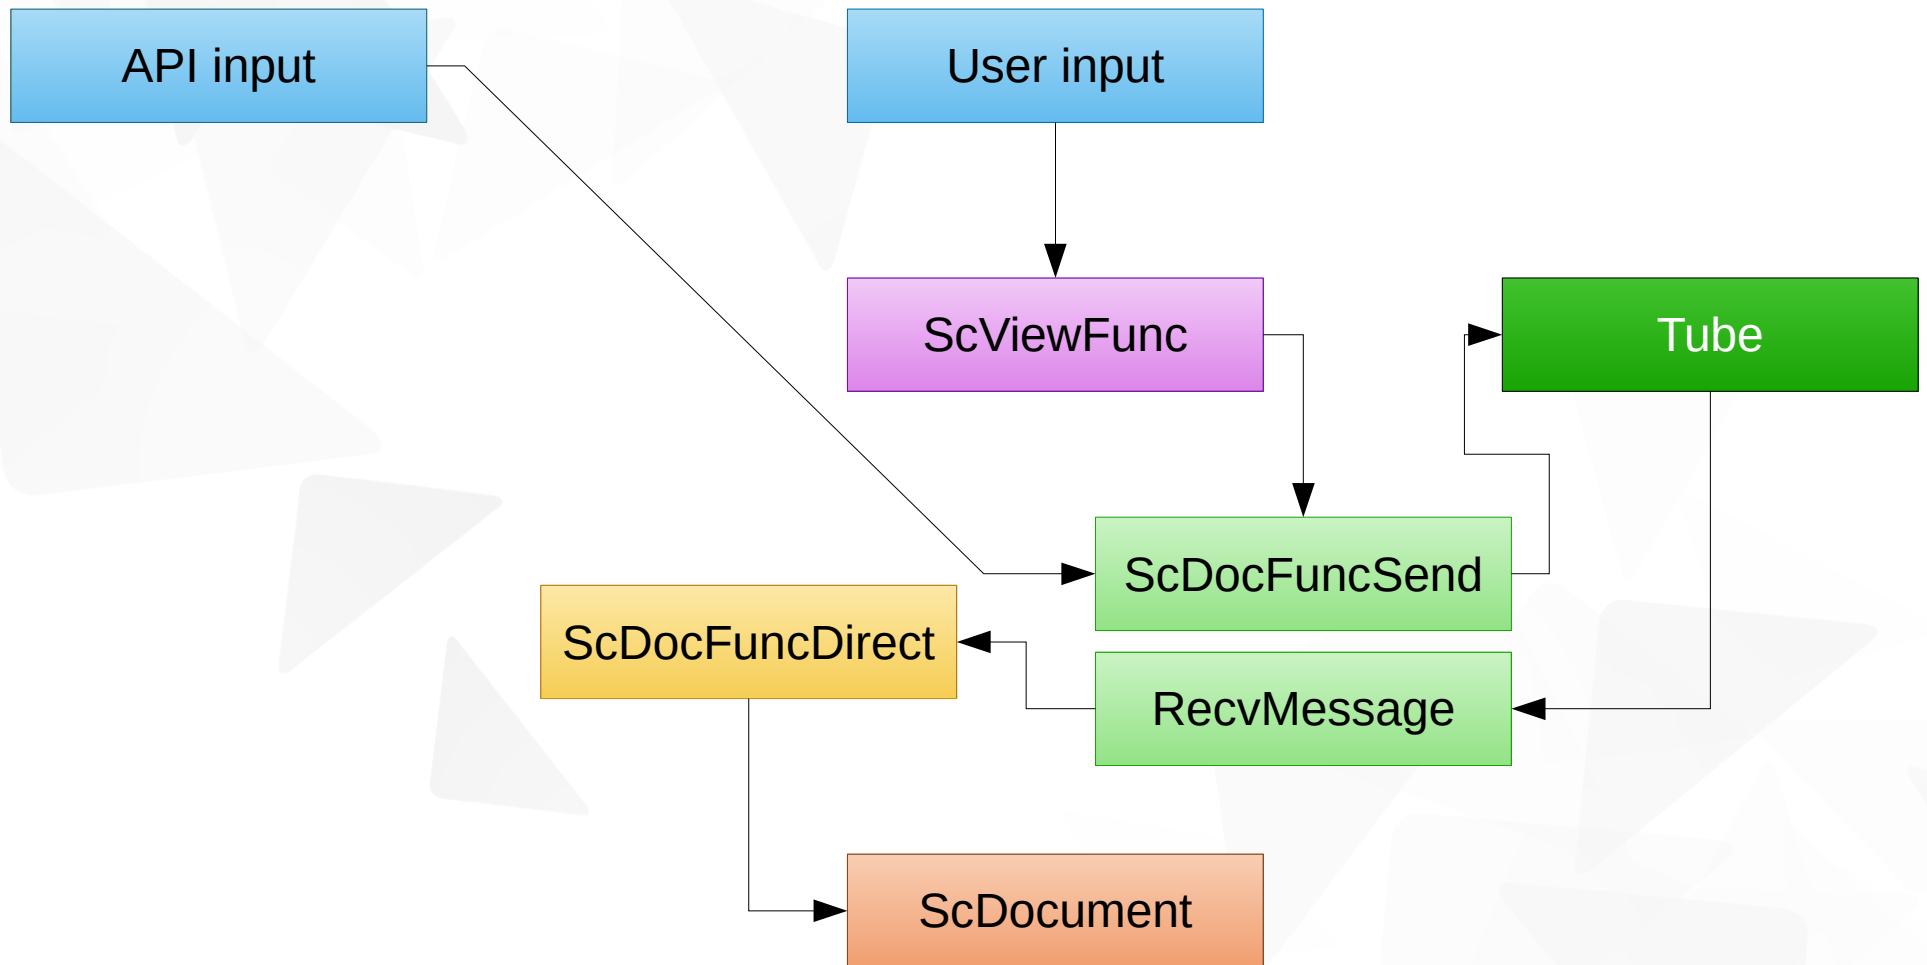 API input
User input
ScViewFunc
Tube
ScDocFuncSend
ScDocFuncDirect
RecvMessage
ScDocument